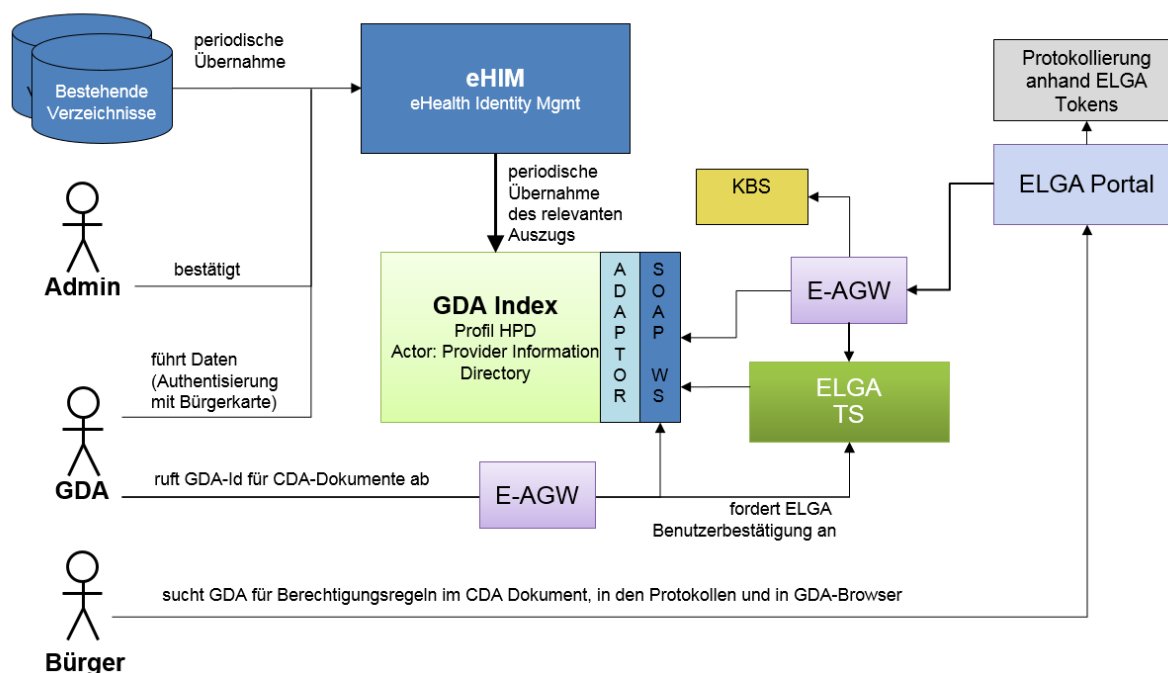 periodische
Übernahme
Bestehende
Verzeichnisse
eHIM
eHealth Identity Mgmt
Protokollierung
anhand ELGA
Tokens
ELGA Portal
periodische
Übernahme
des relevanten
Auszugs
KBS
E-AGW
Admin
bestätigt
GDA Index
Profil HPD
Actor: Provider Information
Directory
ADAPTOR
SOAP WS
ELGA
TS
führt Daten
(Authentisierung
mit Bürgerkarte)
GDA
ruft GDA-Id für CDA-Dokumente ab
E-AGW
fordert ELGA
Benutzerbestätigung an
sucht GDA für Berechtigungsregeln im CDA Dokument, in den Protokollen und in GDA-Browser
Bürger